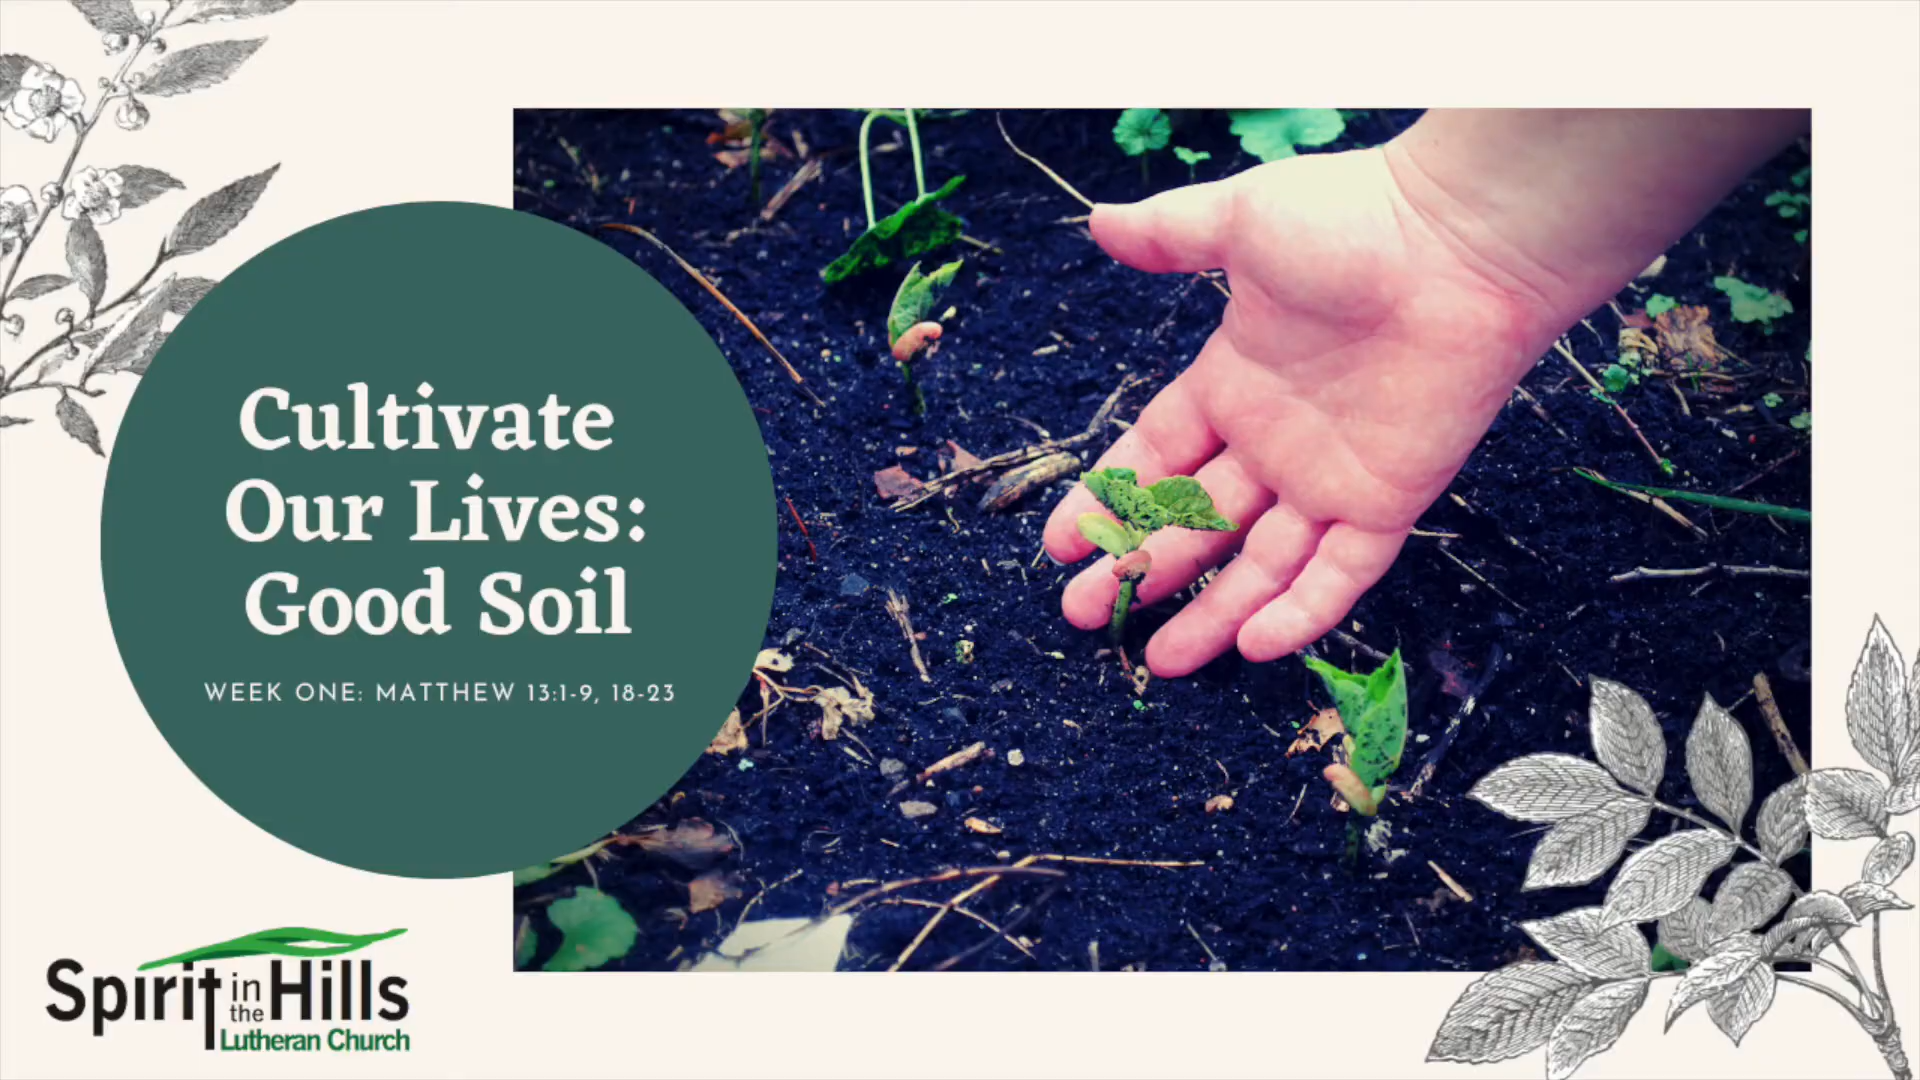 Cultivate
Our Lives:
Good Soil
WEEK ONE: MATTHEW 13:1-9, 18-23
Spirit in the Hills
Lutheran Church